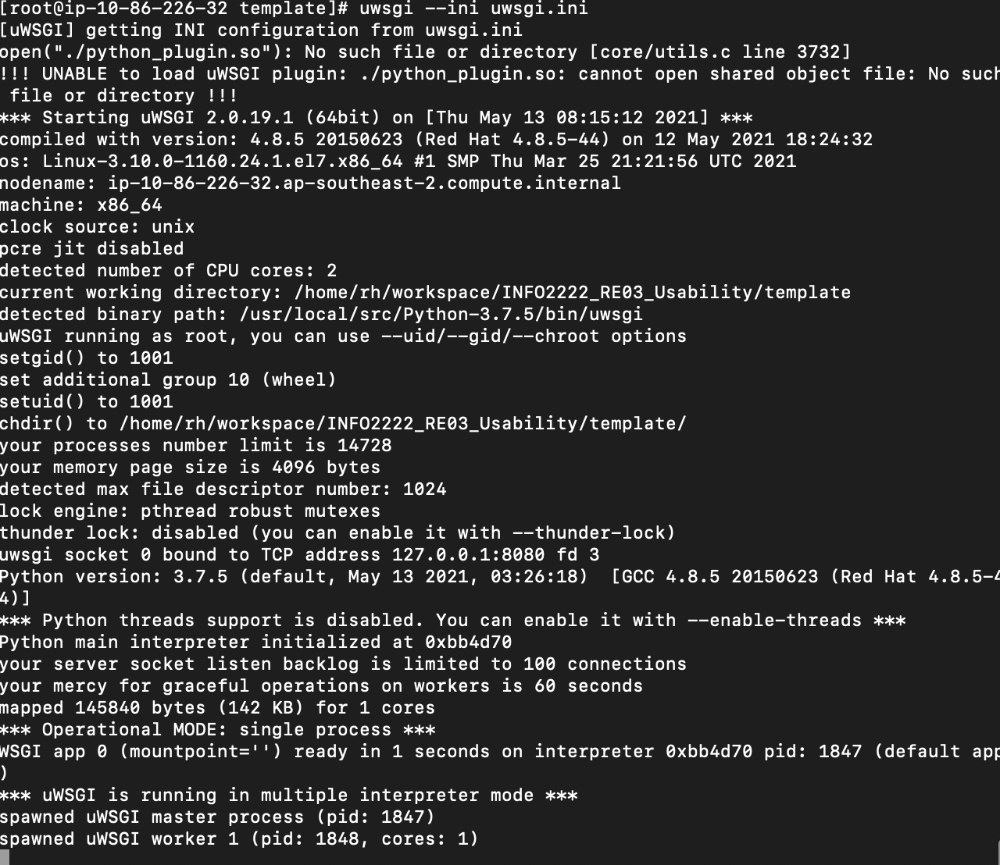 [root@ip-10-86-226-32 template]# uwsgi --ini uwsgi.ini
[uWSGI] getting INI configuration from uwsgi.ini
open("./python_plugin.so"): No such file or directory [core/utils.c line 3732]
!!! UNABLE to load uWSGI plugin: ./python_plugin.so: cannot open shared object file: No such
 file or directory !!!
*** Starting uWSGI 2.0.19.1 (64bit) on [Thu May 13 08:15:12 2021] ***
compiled with version: 4.8.5 20150623 (Red Hat 4.8.5-44) on 12 May 2021 18:24:32
os: Linux-3.10.0-1160.24.1.el7.x86_64 #1 SMP Thu Mar 25 21:21:56 UTC 2021
nodename: ip-10-86-226-32.ap-southeast-2.compute.internal
machine: x86_64
clock source: unix
pcre jit disabled
detected number of CPU cores: 2
current working directory: /home/rh/workspace/INFO2222_RE03_Usability/template
detected binary path: /usr/local/src/Python-3.7.5/bin/uwsgi
uWSGI running as root, you can use --uid/--gid/--chroot options
setgid() to 1001
set additional group 10 (wheel)
setuid() to 1001
chdir() to /home/rh/workspace/INFO2222_RE03_Usability/template/
your processes number limit is 14728
your memory page size is 4096 bytes
detected max file descriptor number: 1024
lock engine: pthread robust mutexes
thunder lock: disabled (you can enable it with --thunder-lock)
uwsgi socket 0 bound to TCP address 127.0.0.1:8080 fd 3
Python version: 3.7.5 (default, May 13 2021, 03:26:18)  [GCC 4.8.5 20150623 (Red Hat 4.8.5-4
4)]
*** Python threads support is disabled. You can enable it with --enable-threads ***
Python main interpreter initialized at 0xbb4d70
your server socket listen backlog is limited to 100 connections
your mercy for graceful operations on workers is 60 seconds
mapped 145840 bytes (142 KB) for 1 cores
*** Operational MODE: single process ***
WSGI app 0 (mountpoint='') ready in 1 seconds on interpreter 0xbb4d70 pid: 1847 (default app
)
*** uWSGI is running in multiple interpreter mode ***
spawned uWSGI master process (pid: 1847)
spawned uWSGI worker 1 (pid: 1848, cores: 1)